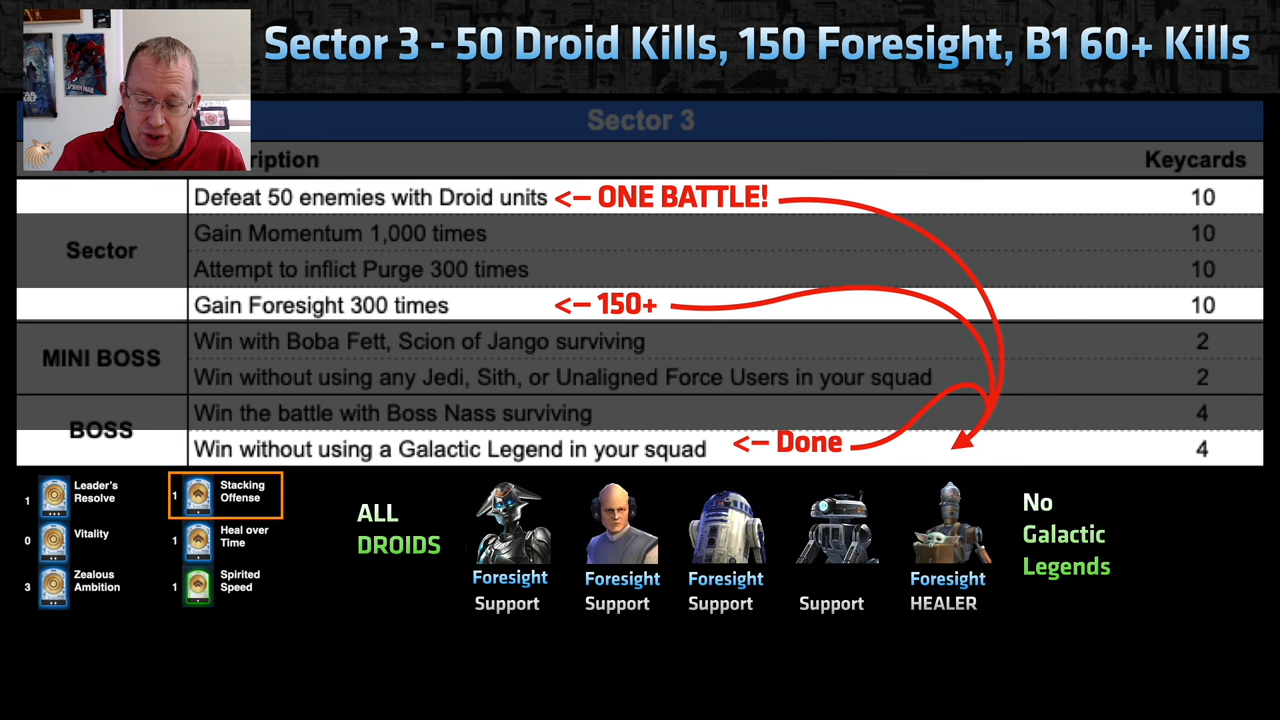 Sector 3 - 50 Droid Kills, 150 Foresight, B1 60+ Kills
Sector 3
ription Keycards
Defeat 50 enemies with Droid units <– ONE BATTLE! 10
Gain Momentum 1,000 times 10
Sector
Attempt to inflict Purge 300 times 10
Gain Foresight 300 times <– 150+ 10
Win with Boba Fett, Scion of Jango surviving 2
MINI BOSS
Win without using any Jedi, Sith, or Unaligned Force Users in your squad 2
Win the battle with Boss Nass surviving 4
BOSS
Win without using a Galactic Legend in your squad <– Done 4
1 Leader's Resolve
1 Stacking Offense
0 Vitality
1 Heal over Time
3 Zealous Ambition
1 Spirited Speed
ALL
DROIDS
Foresight Foresight Foresight Foresight
Support Support Support Support HEALER
No
Galactic
Legends